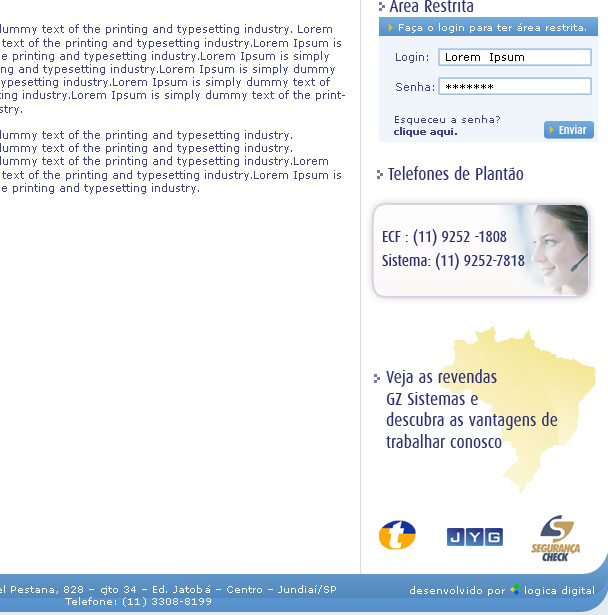 dummy text of the printing and typesetting industry. Lorem
text of the printing and typesetting industry.Lorem Ipsum is
e printing and typesetting industry.Lorem Ipsum is simply
ng and typesetting industry.Lorem Ipsum is simply dummy
typesetting industry.Lorem Ipsum is simply dummy text of
ting industry.Lorem Ipsum is simply dummy text of the print-
stry.
dummy text of the printing and typesetting industry.
dummy text of the printing and typesetting industry.
dummy text of the printing and typesetting industry.Lorem
text of the printing and typesetting industry.Lorem Ipsum is
e printing and typesetting industry.
Área Restrita
Faça o login para ter área restrita.
Login: Lorem Ipsum
Senha: *******
Esqueceu a senha?
clique aqui.
Enviar
Telefones de Plantão
ECF : (11) 9252 -1808
Sistema: (11) 9252-7818
Veja as revendas
GZ Sistemas e
descubra as vantagens de
trabalhar conosco
t
JYG
SEGURANÇA
CHECK
el Pestana, 828 – cjto 34 – Ed. Jatobá – Centro – Jundiaí/SP
Telefone: (11) 3308-8199
desenvolvido por logica digital